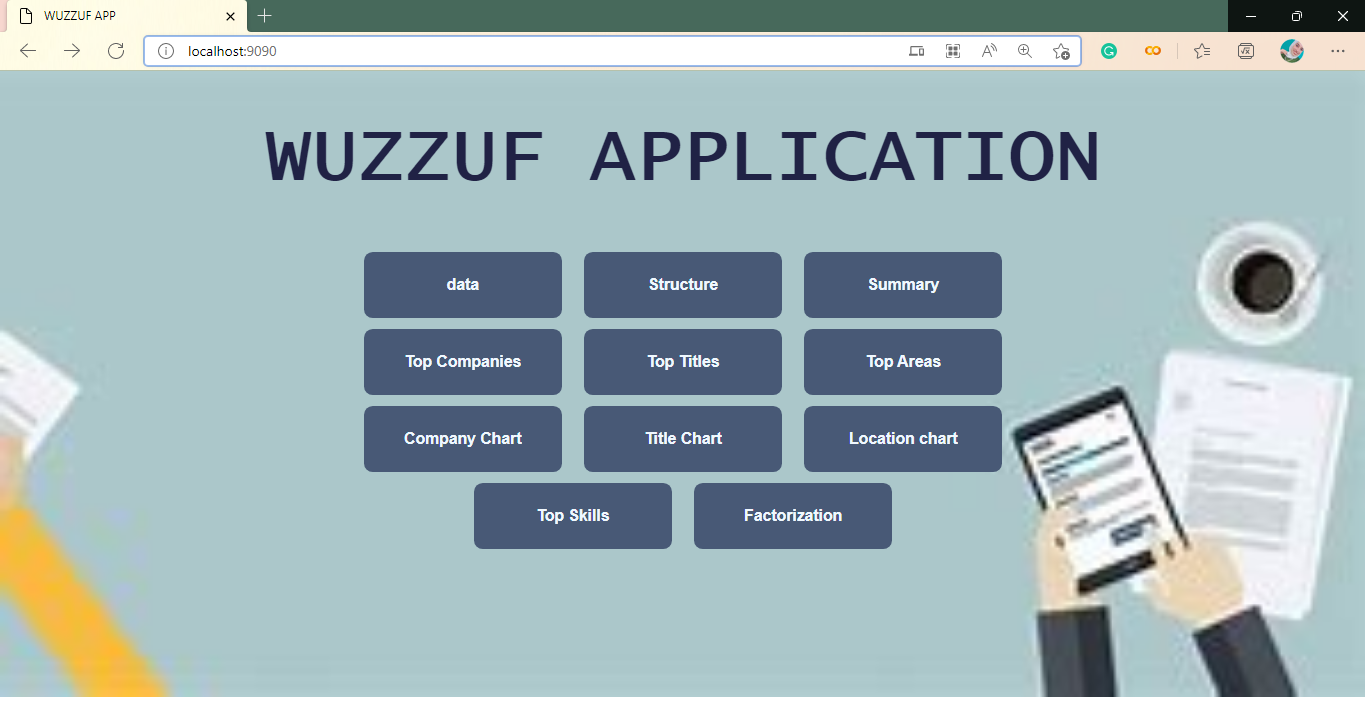 WUZZUF APP
localhost:9090
WUZZUF APPLICATION
data Structure Summary
Top Companies Top Titles Top Areas
Company Chart Title Chart Location chart
Top Skills Factorization